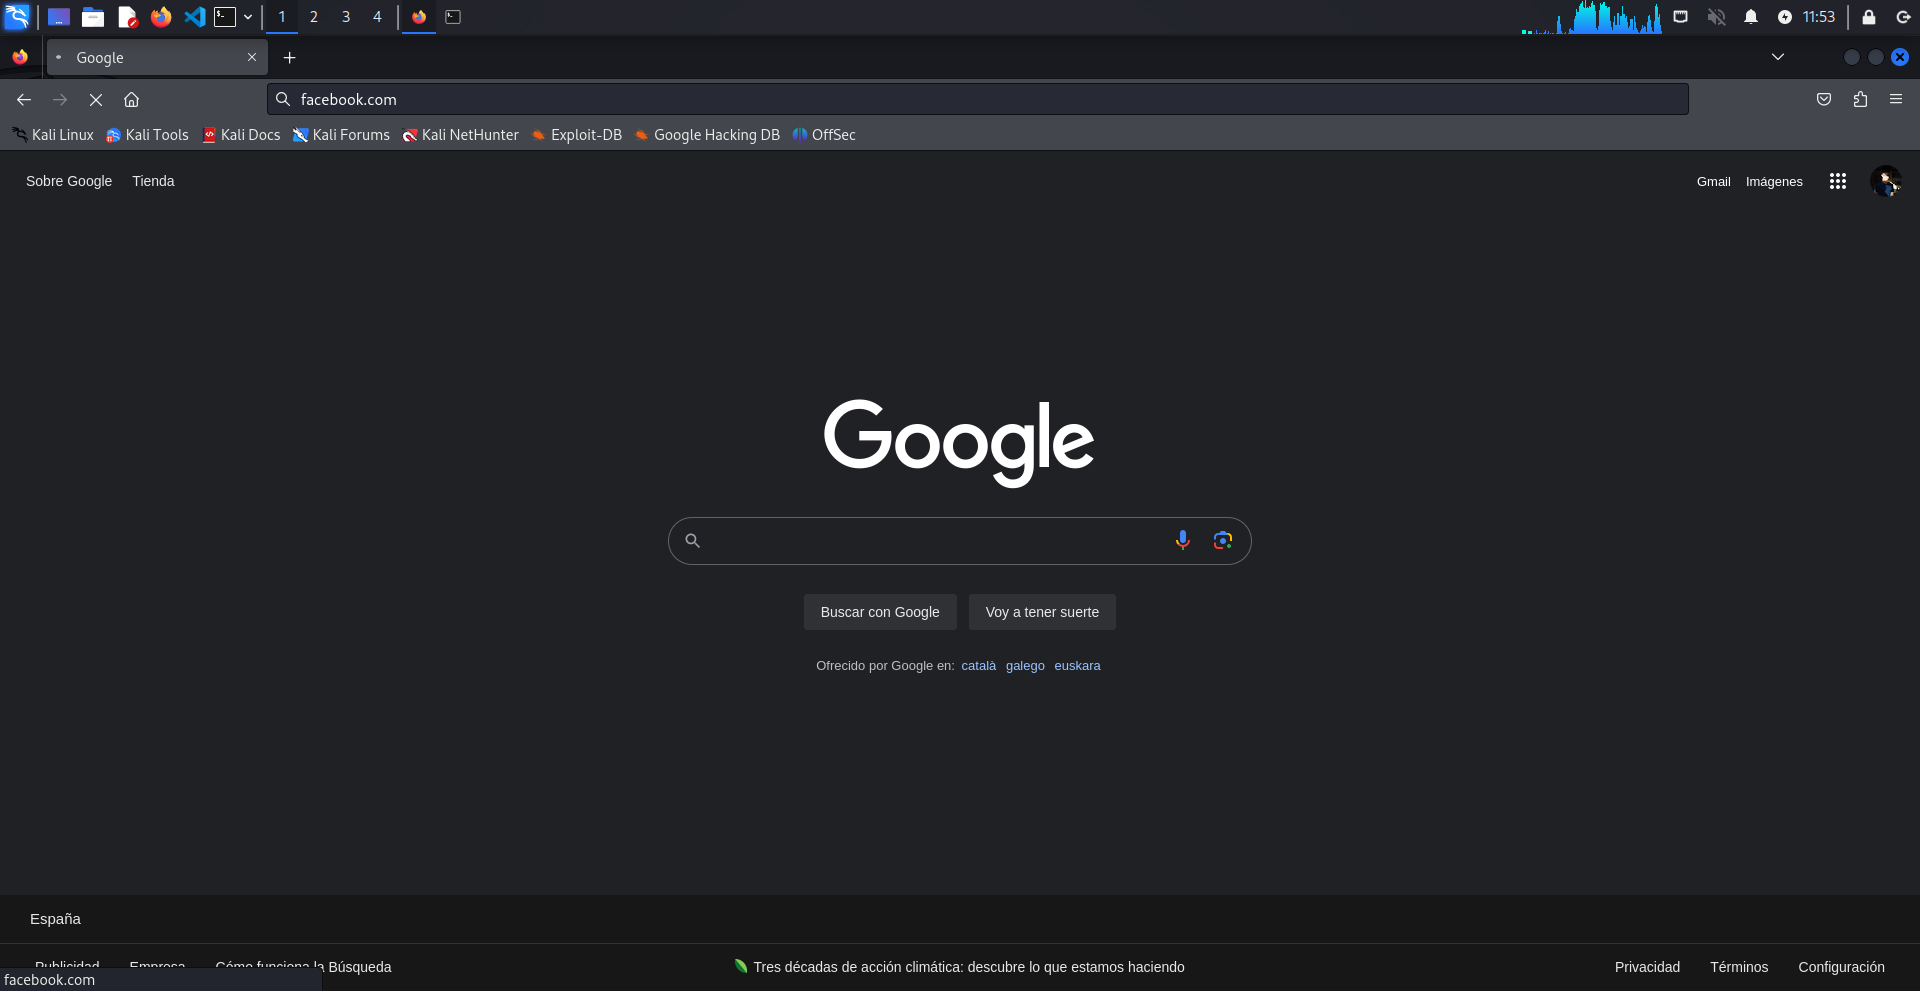 1 2 3 4 11:53
Google
facebook.com
Kali Linux Kali Tools Kali Docs Kali Forums Kali NetHunter Exploit-DB Google Hacking DB OffSec
Sobre Google Tienda Gmail Imágenes
Google
Buscar con Google Voy a tener suerte
Ofrecido por Google en: català galego euskara
España
Publicidad Empresa Cómo funciona la Búsqueda Tres décadas de acción climática: descubre lo que estamos haciendo Privacidad Términos Configuración
facebook.com